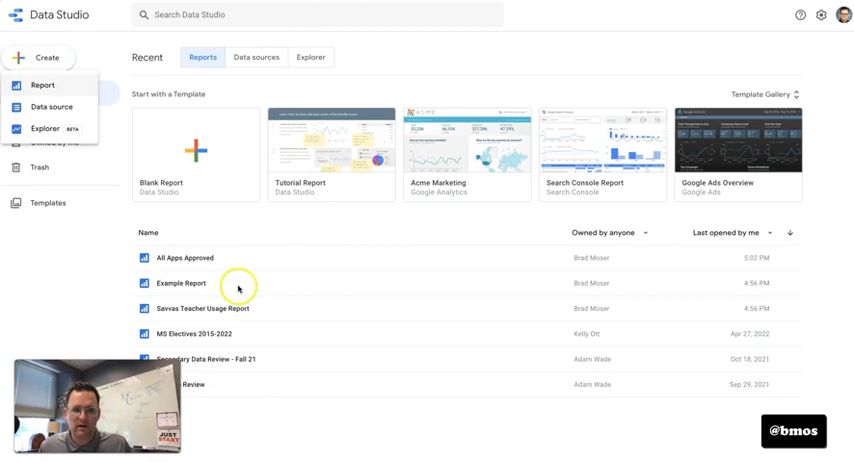 Data Studio
Search Data Studio
Create
Recent
Reports
Data sources
Explorer
Report
Data source
Explorer BETA
Trash
Templates
Start with a Template
Template Gallery
Blank Report
Data Studio
Tutorial Report
Data Studio
ACME
Acme Marketing
Google Analytics
Search Console Report
Search Console
Google Ads Overview
Google Ads
Name
Owned by anyone
Last opened by me
All Apps Approved
Brad Moser
5:02 PM
Example Report
Brad Moser
4:56 PM
Savvas Teacher Usage Report
Brad Moser
4:56 PM
MS Electives 2015-2022
Kelly Ott
Apr 27, 2022
Secondary Data Review - Fall 21
Adam Wade
Oct 18, 2021
Review
Adam Wade
Sep 29, 2021
JUST
START
@bmos